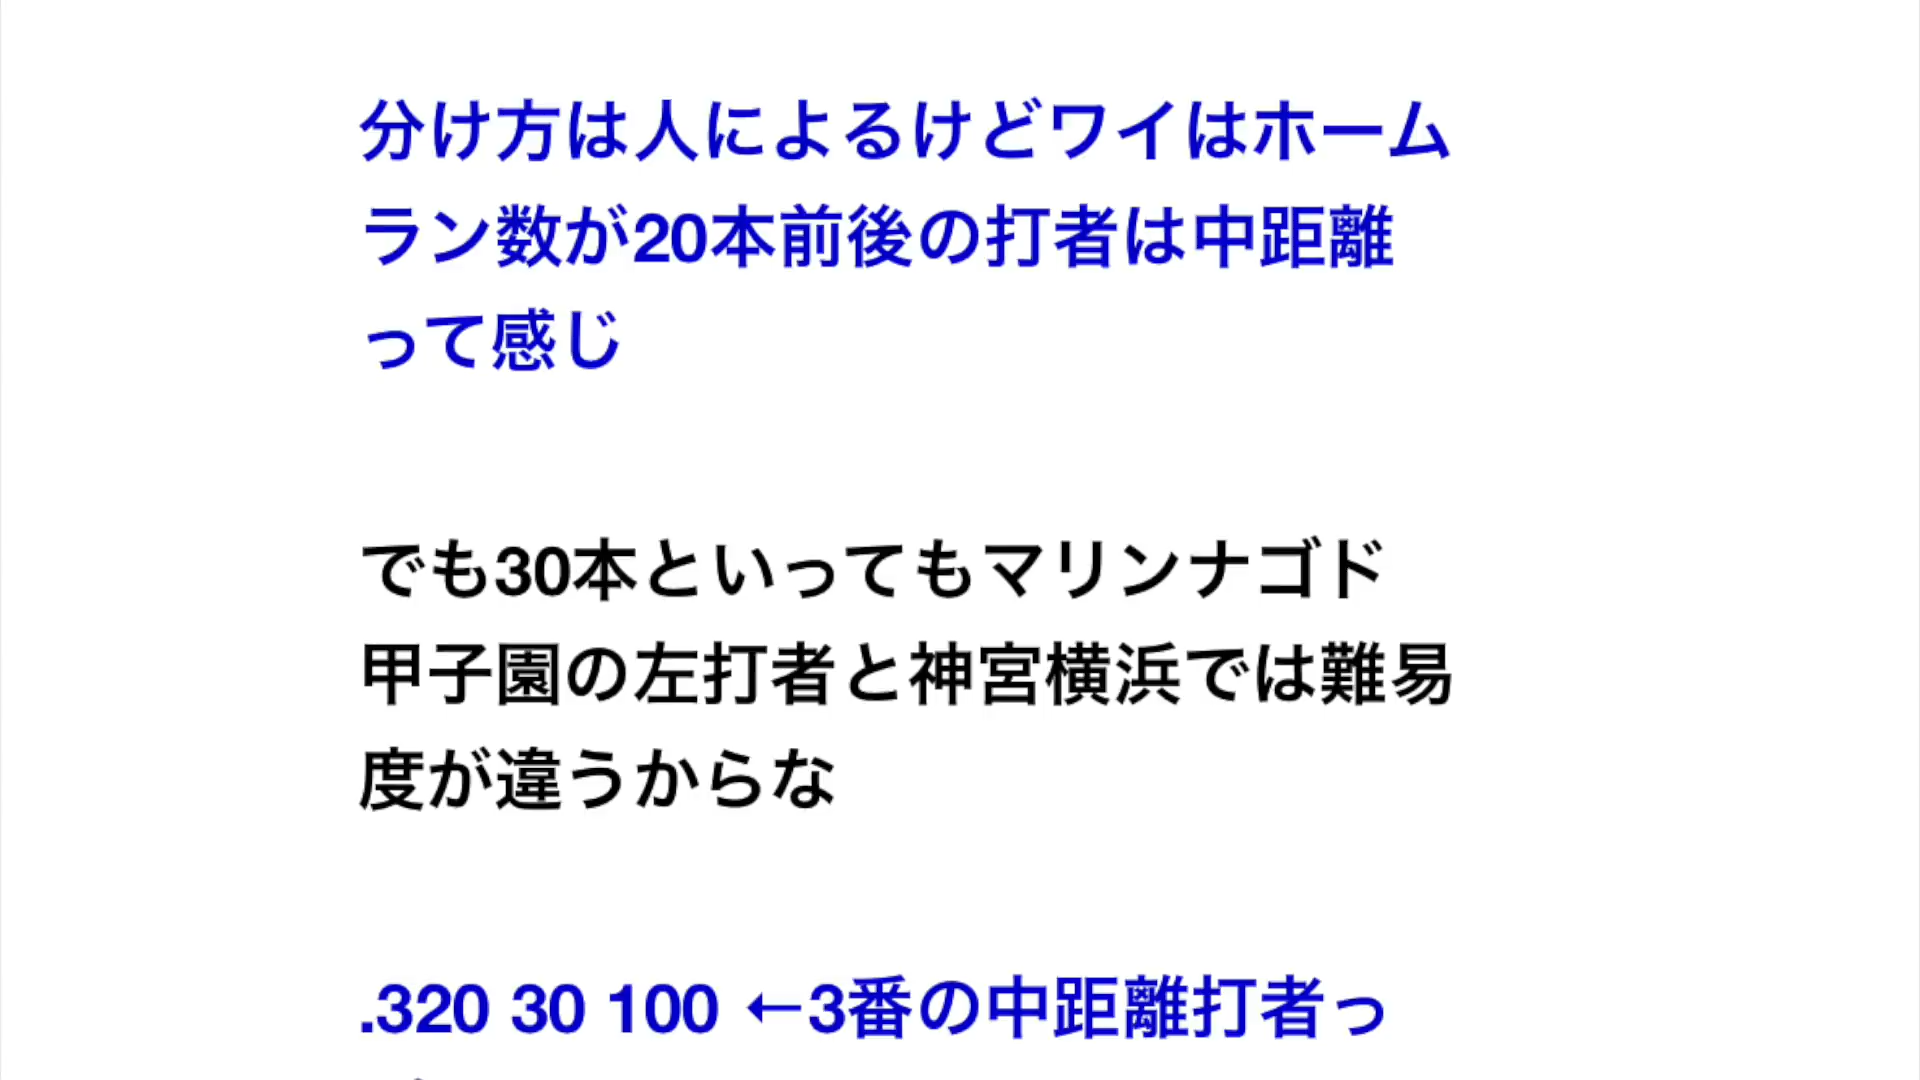 分け方は人によるけどワイはホーム
ラン数が20本前後の打者は中距離
って感じ
でも30本といってもマリンナゴド
甲子園の左打者と神宮横浜では難易
度が違うからな
.320 30 100 ←3番の中距離打者っ